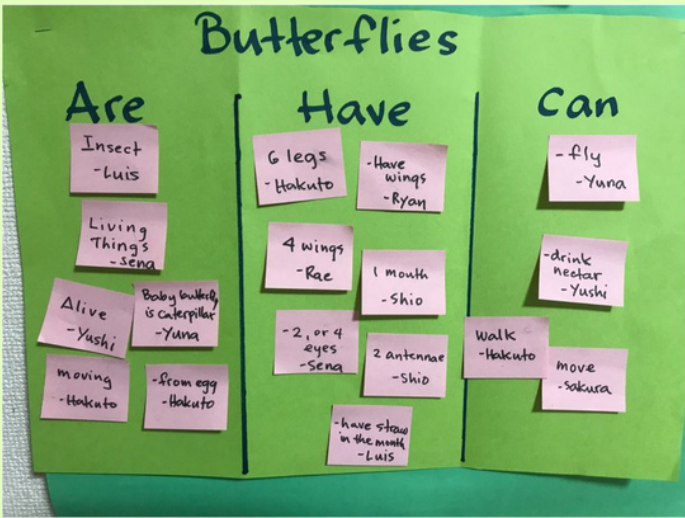 Butterflies
Are
Insect
- Luis
Living
Things
- Sena
Alive
- Yushi
Baby butterfly
is caterpillar
- Yuna
moving
- Hakuto
- from egg
- Hakuto
Have
6 legs
- Hakuto
- Have
wings
- Ryan
4 wings
- Rae
1 mouth
- Shio
- 2, or 4
eyes
- Sena
2 antennae
- Shio
- have straw
in the mouth
- Luis
Can
- fly
- Yuna
- drink
nectar
- Yushi
walk
- Hakuto
move
- Sakura